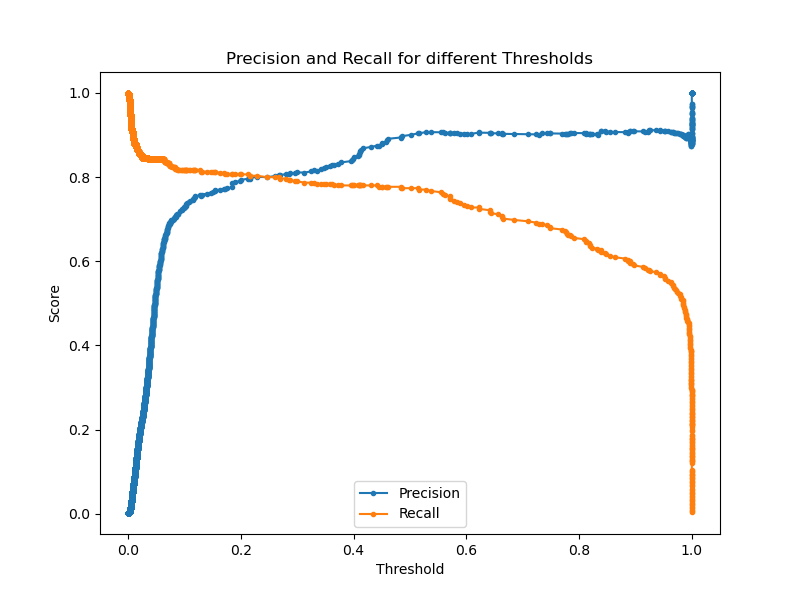 Precision and Recall for different Thresholds
1.0
0.8
0.6
0.4
0.2
0.0
Score
Precision
Recall
0.0 0.2 0.4 0.6 0.8 1.0
Threshold